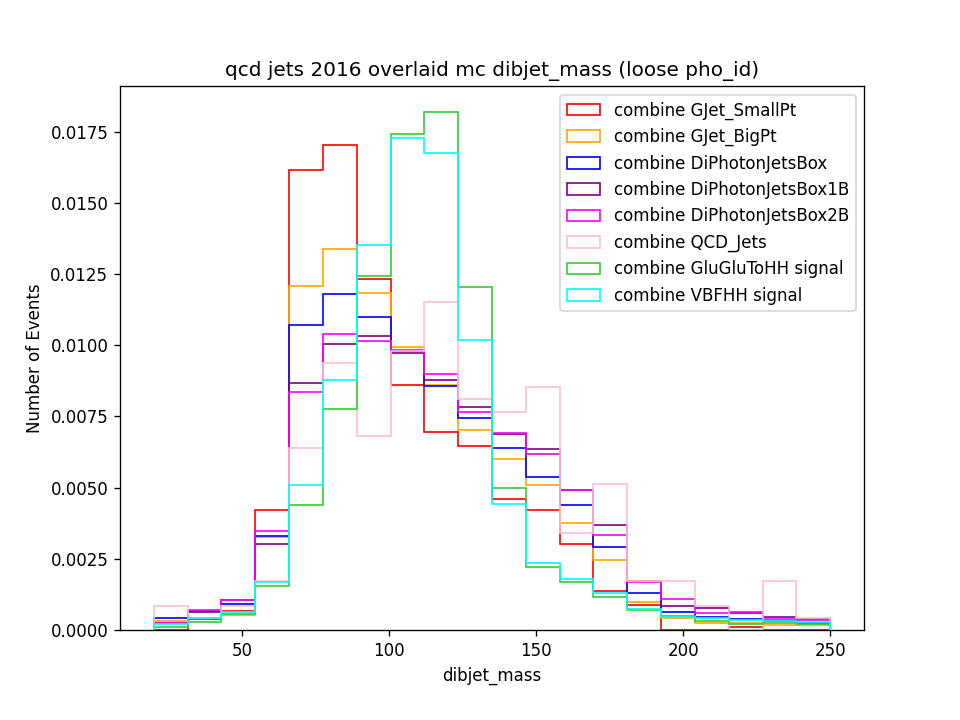 qcd jets 2016 overlaid mc dibjet_mass (loose pho_id)
combine GJet_SmallPt
combine GJet_BigPt
combine DiPhotonJetsBox
combine DiPhotonJetsBox1B
combine DiPhotonJetsBox2B
combine QCD_Jets
combine GluGluToHH signal
combine VBFHH signal
Number of Events
0.0175
0.0150
0.0125
0.0100
0.0075
0.0050
0.0025
0.0000
50 100 150 200 250
dibjet_mass